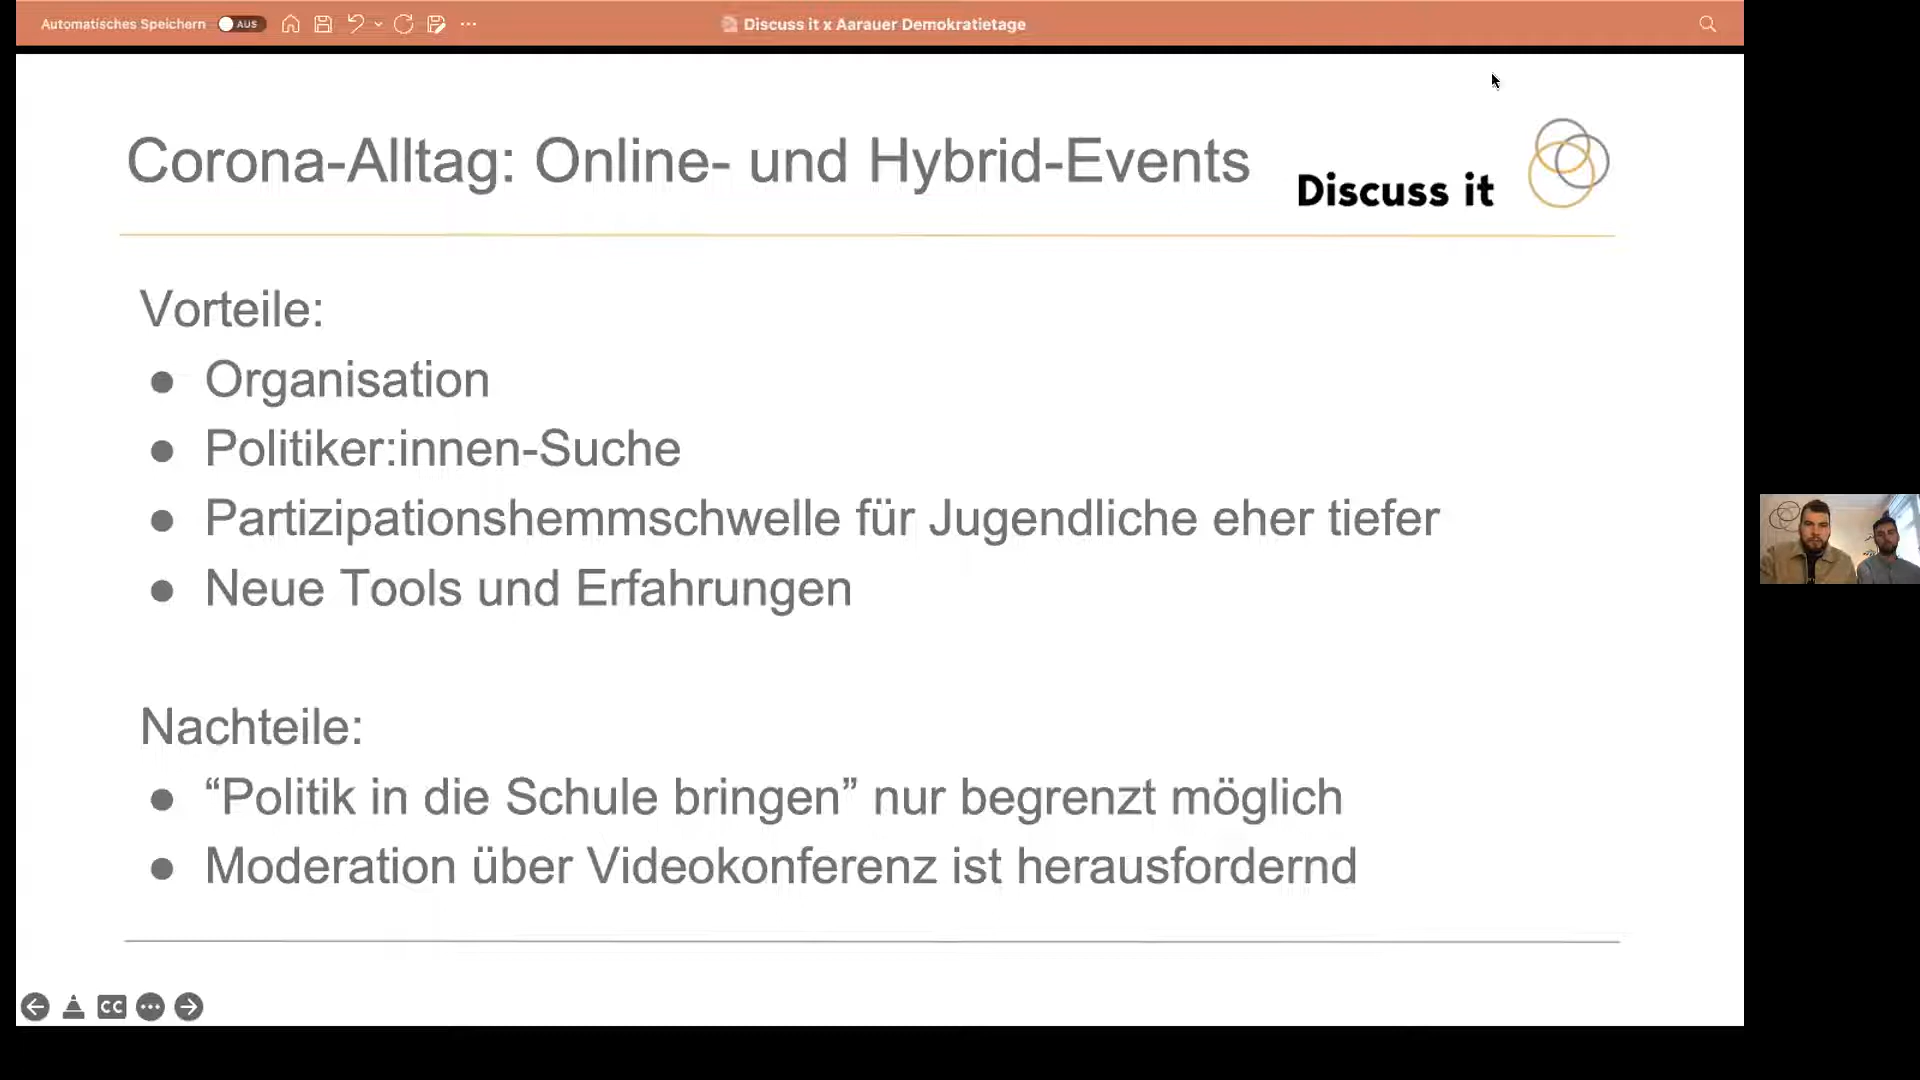 Automatisches Speichern AUS
Discuss it x Aarauer Demokratietage
Corona-Alltag: Online- und Hybrid-Events
Discuss it
Vorteile:
● Organisation
● Politiker:innen-Suche
● Partizipationshemmschwelle für Jugendliche eher tiefer
● Neue Tools und Erfahrungen
Nachteile:
● “Politik in die Schule bringen” nur begrenzt möglich
● Moderation über Videokonferenz ist herausfordernd
CC